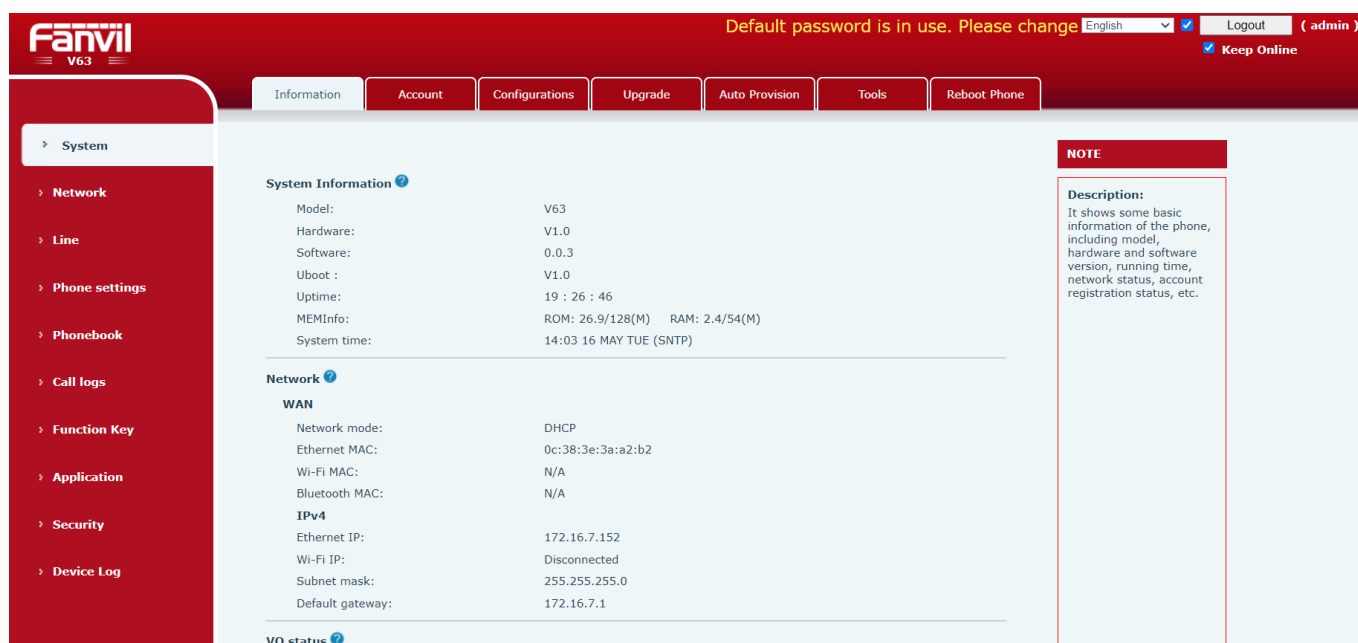 Fanvil
V63
Default password is in use. Please change English Logout ( admin )
Keep Online
Information Account Configurations Upgrade Auto Provision Tools Reboot Phone
› System
› Network
› Line
› Phone settings
› Phonebook
› Call logs
› Function Key
› Application
› Security
› Device Log
System Information ?
Model: V63
Hardware: V1.0
Software: 0.0.3
Uboot : V1.0
Uptime: 19 : 26 : 46
MEMInfo: ROM: 26.9/128(M) RAM: 2.4/54(M)
System time: 14:03 16 MAY TUE (SNTP)
Network ?
WAN
Network mode: DHCP
Ethernet MAC: 0c:38:3e:3a:a2:b2
Wi-Fi MAC: N/A
Bluetooth MAC: N/A
IPv4
Ethernet IP: 172.16.7.152
Wi-Fi IP: Disconnected
Subnet mask: 255.255.255.0
Default gateway: 172.16.7.1
VQ status ?
NOTE
Description:
It shows some basic
information of the phone,
including model,
hardware and software
version, running time,
network status, account
registration status, etc.